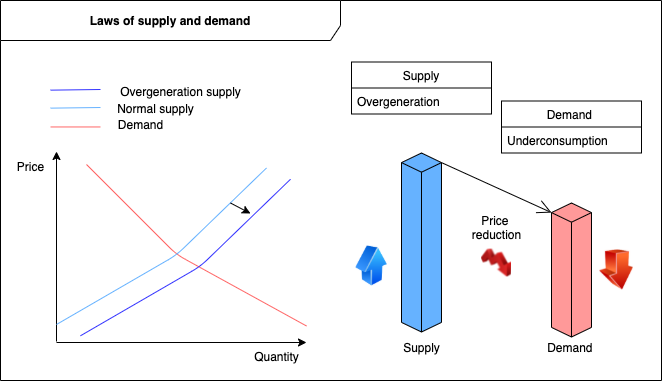 Laws of supply and demand
Overgeneration supply
Normal supply
Demand
Price
Quantity
Supply
Overgeneration
Demand
Underconsumption
Price
reduction
Supply
Demand